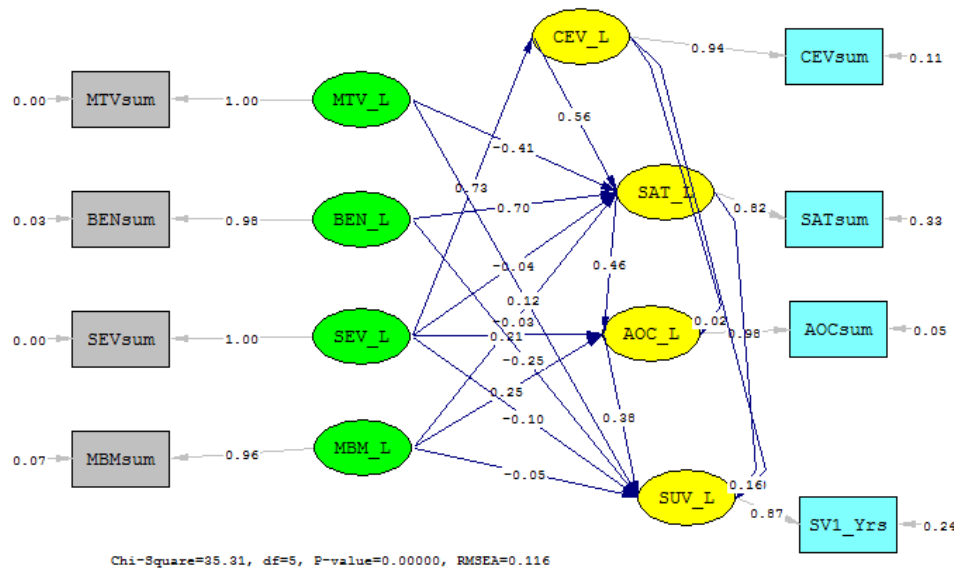 CEV_L
0.94
CEVsum
0.11
0.00
MTVsum
1.00
MTV_L
0.56
-0.41
0.73
SAT_L
0.82
SATsum
0.33
0.03
BENsum
0.98
BEN_L
0.70
-0.04
0.46
0.12
-0.03
0.02
0.00
SEVsum
1.00
SEV_L
0.21
AOC_L
0.98
AOCsum
0.05
-0.25
0.25
-0.10
0.38
0.07
MBMsum
0.96
MBM_L
-0.05
0.16
SUV_L
0.87
SV1_Yrs
0.24
Chi-Square=35.31, df=5, P-value=0.00000, RMSEA=0.116